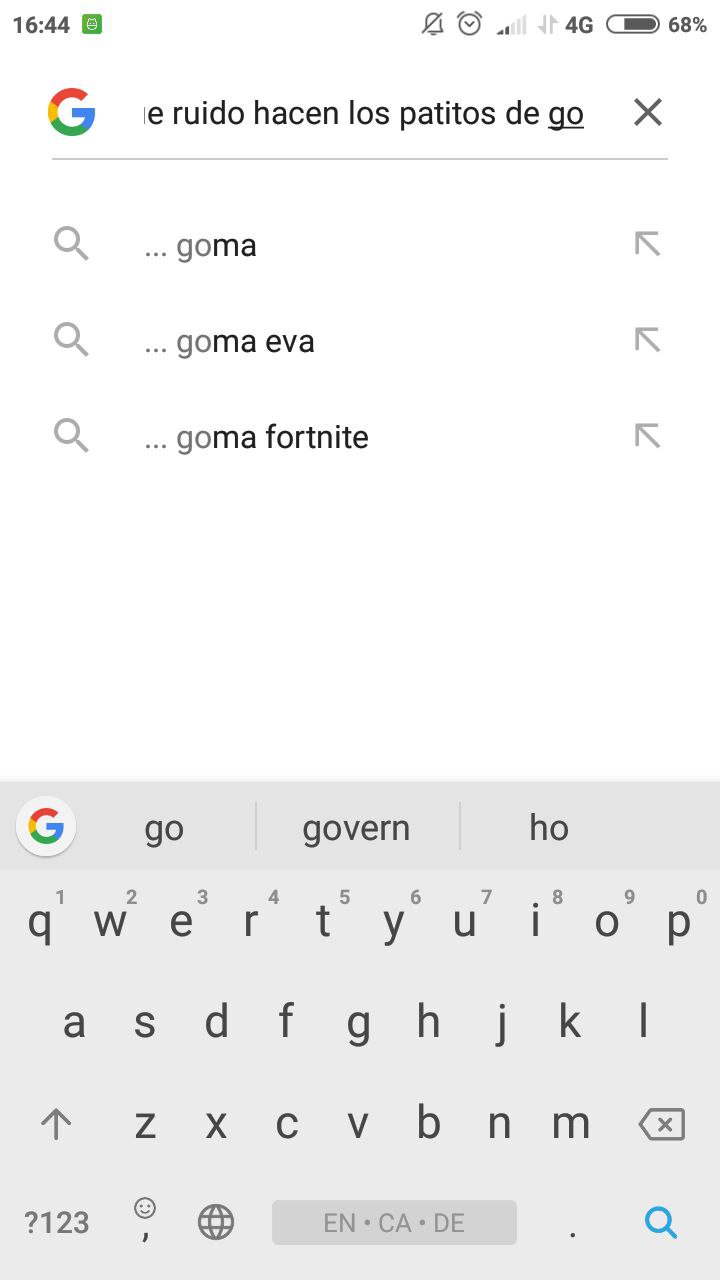 16:44 4G 68%
ue ruido hacen los patitos de go
... goma
... goma eva
... goma fortnite
go govern ho
1 2 3 4 5 6 7 8 9 0
q w e r t y u i o p
a s d f g h j k l
z x c v b n m
?123 , EN • CA • DE .